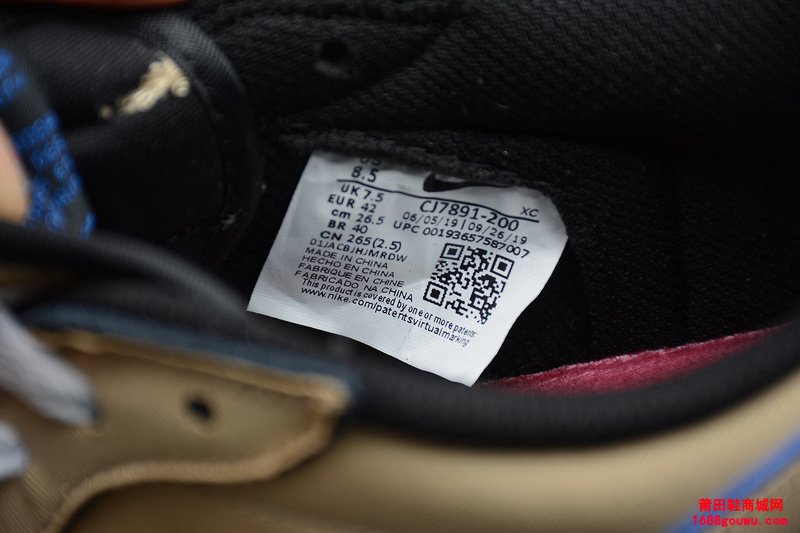 US
8.5
UK 7.5
EUR 42
cm 26.5
BR 40
CN 265(2.5)
CJ7891-200
XC
06/05/19 | 09/26/19
UPC 00193657587007
01JACBJHJMRDW
MADE IN CHINA
HECHO EN CHINA
FABRIQUE EN CHINE
FABRICADO NA CHINA
This product is covered by one or more patents:
www.nike.com/patentsvirtualmarking
莆田鞋商城网
1688gouwu.com